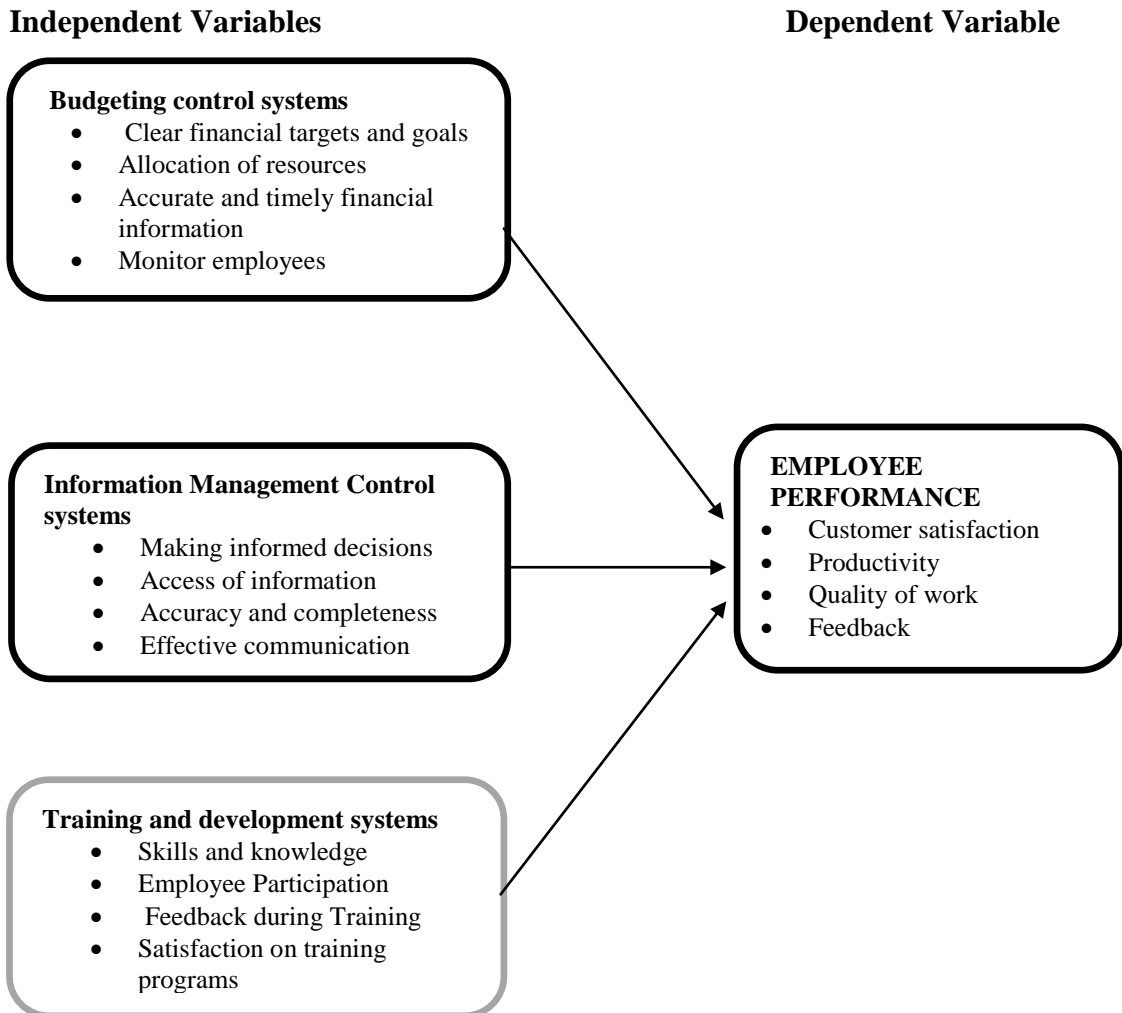 Independent Variables
Dependent Variable
Budgeting control systems
• Clear financial targets and goals
• Allocation of resources
• Accurate and timely financial
information
• Monitor employees
Information Management Control
systems
• Making informed decisions
• Access of information
• Accuracy and completeness
• Effective communication
EMPLOYEE
PERFORMANCE
• Customer satisfaction
• Productivity
• Quality of work
• Feedback
Training and development systems
• Skills and knowledge
• Employee Participation
• Feedback during Training
• Satisfaction on training
programs